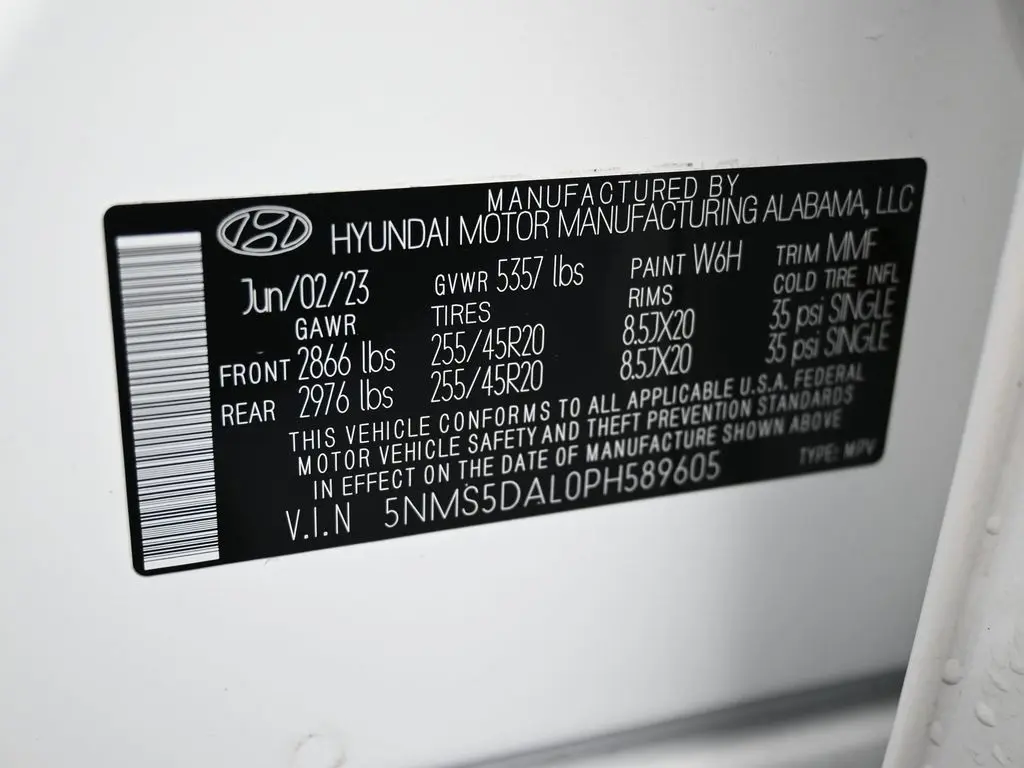 MANUFACTURED BY
HYUNDAI MOTOR MANUFACTURING ALABAMA, LLC
Jun/02/23 GVWR 5357 lbs PAINT W6H TRIM MMF
GAWR TIRES RIMS COLD TIRE INFL
FRONT 2866 lbs 255/45R20 8.5JX20 35 psi SINGLE
REAR 2976 lbs 255/45R20 8.5JX20 35 psi SINGLE
THIS VEHICLE CONFORMS TO ALL APPLICABLE U.S.A. FEDERAL
MOTOR VEHICLE SAFETY AND THEFT PREVENTION STANDARDS
IN EFFECT ON THE DATE OF MANUFACTURE SHOWN ABOVE
V.I.N 5NMS5DAL0PH589605 TYPE: MPV